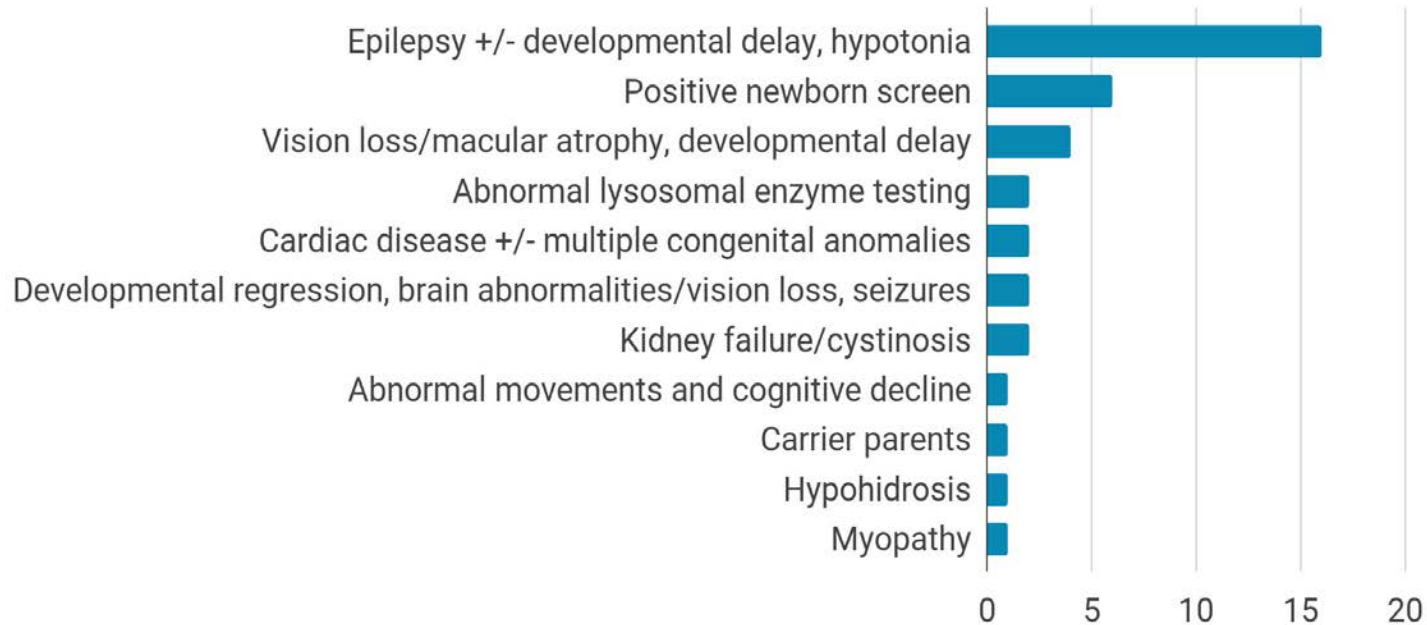 Epilepsy +/- developmental delay, hypotonia
Positive newborn screen
Vision loss/macular atrophy, developmental delay
Abnormal lysosomal enzyme testing
Cardiac disease +/- multiple congenital anomalies
Developmental regression, brain abnormalities/vision loss, seizures
Kidney failure/cystinosis
Abnormal movements and cognitive decline
Carrier parents
Hypohidrosis
Myopathy
0 5 10 15 20